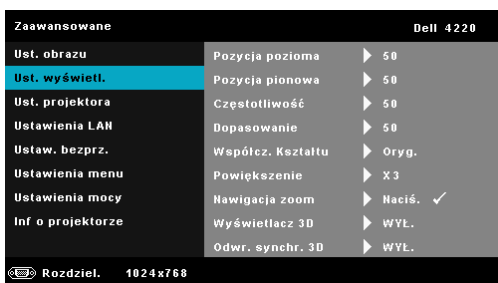 Zaawansowane Dell 4220
Ust. obrazu
Ust. wyświetl.
Ust. projektora
Ustawienia LAN
Ustaw. bezprz.
Ustawienia menu
Ustawienia mocy
Inf o projektorze
Pozycja pozioma 50
Pozycja pionowa 50
Częstotliwość 50
Dopasowanie 50
Współcz. Kształtu Oryg.
Powiększenie X3
Nawigacja zoom Naciś. ✓
Wyświetlacz 3D WYŁ.
Odwr. synchr. 3D WYŁ.
Rozdziel. 1024x768